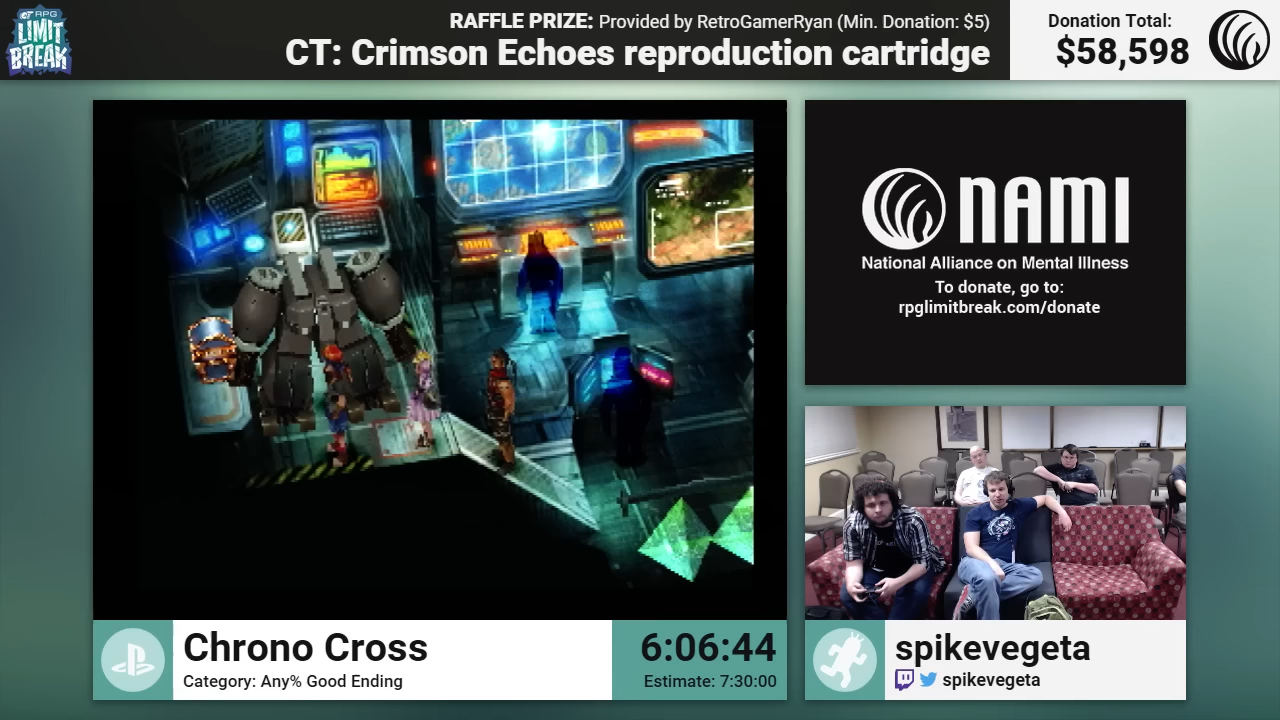 RPG
LIMIT
BREAK
RAFFLE PRIZE: Provided by RetroGamerRyan (Min. Donation: $5)
CT: Crimson Echoes reproduction cartridge
Donation Total:
$58,598
NAMI
National Alliance on Mental Illness
To donate, go to:
rpglimitbreak.com/donate
Chrono Cross
Category: Any% Good Ending
6:06:44
Estimate: 7:30:00
spikevegeta
spikevegeta